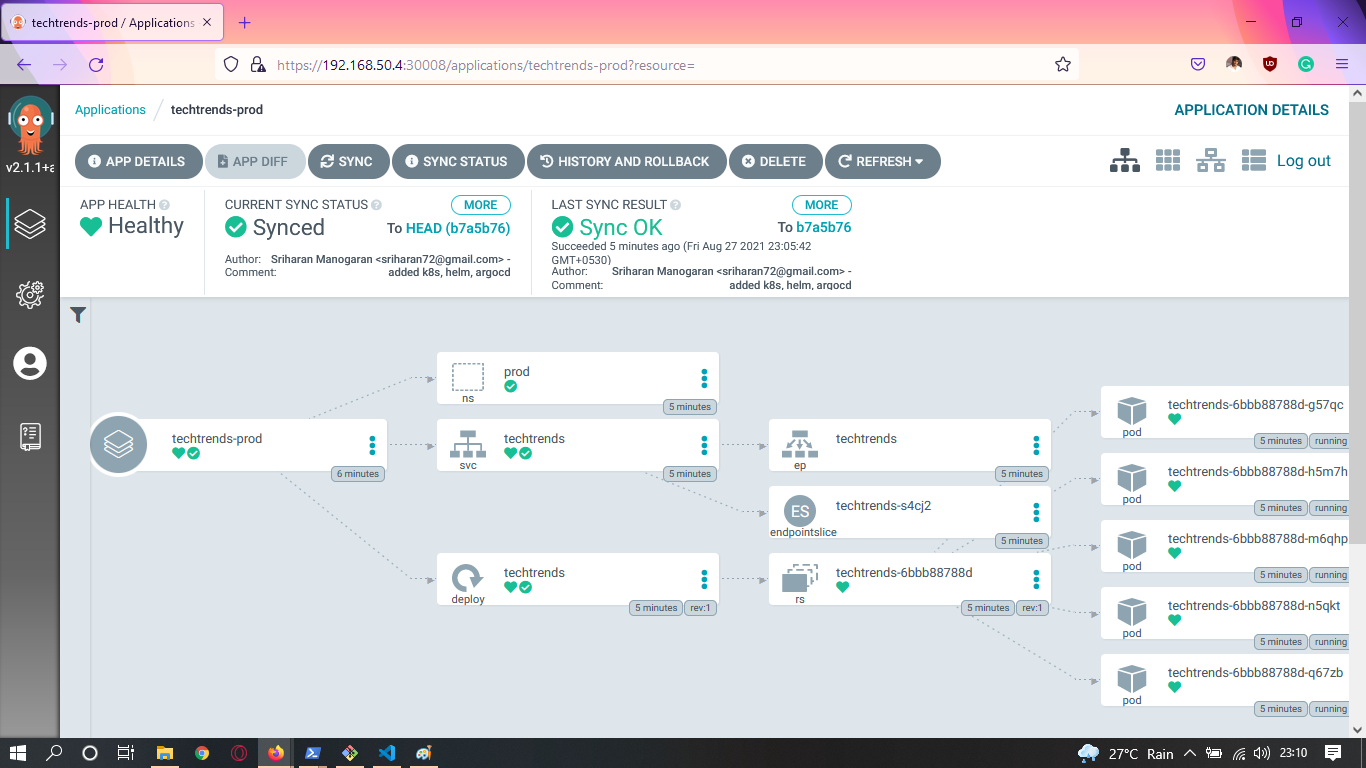 techtrends-prod / Applications
https://192.168.50.4:30008/applications/techtrends-prod?resource=
v2.1.1+a
Applications / techtrends-prod
APPLICATION DETAILS
APP DETAILS
APP DIFF
SYNC
SYNC STATUS
HISTORY AND ROLLBACK
DELETE
REFRESH
Log out
APP HEALTH
Healthy
CURRENT SYNC STATUS
MORE
Synced
To HEAD (b7a5b76)
Author: Sriharan Manogaran <sriharan72@gmail.com> -
Comment: added k8s, helm, argocd
LAST SYNC RESULT
MORE
Sync OK
To b7a5b76
Succeeded 5 minutes ago (Fri Aug 27 2021 23:05:42
GMT+0530)
Author: Sriharan Manogaran <sriharan72@gmail.com> -
Comment: added k8s, helm, argocd
techtrends-prod
6 minutes
prod
ns
5 minutes
techtrends
svc
5 minutes
techtrends
deploy
5 minutes
rev:1
techtrends
ep
5 minutes
ES
techtrends-s4cj2
endpointslice
5 minutes
techtrends-6bbb88788d
rs
5 minutes
rev:1
techtrends-6bbb88788d-g57qc
pod
5 minutes
running
techtrends-6bbb88788d-h5m7h
pod
5 minutes
running
techtrends-6bbb88788d-m6qhp
pod
5 minutes
running
techtrends-6bbb88788d-n5qkt
pod
5 minutes
running
techtrends-6bbb88788d-q67zb
pod
5 minutes
running
27°C Rain
23:10